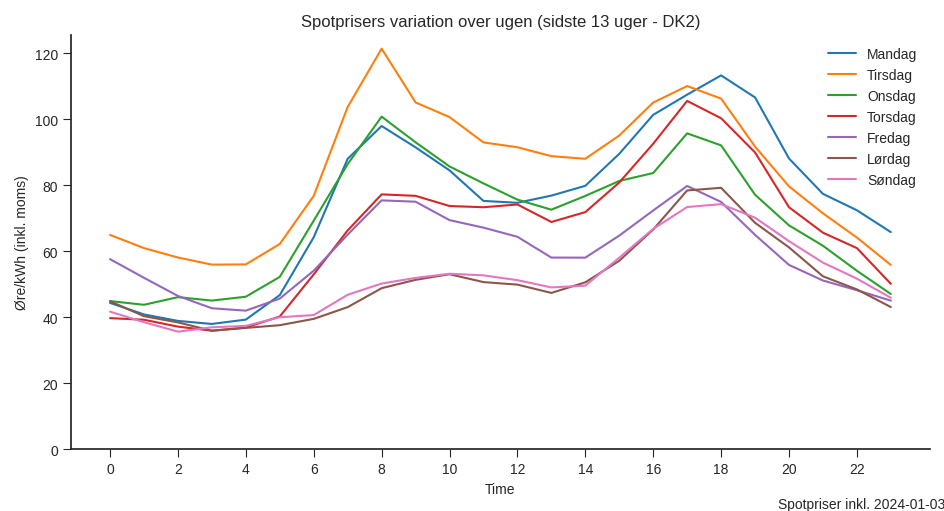 Spotprisers variation over ugen (sidste 13 uger - DK2)
Øre/kWh (inkl. moms)
120
100
80
60
40
20
0
0 2 4 6 8 10 12 14 16 18 20 22
Time
Mandag
Tirsdag
Onsdag
Torsdag
Fredag
Lørdag
Søndag
Spotpriser inkl. 2024-01-03